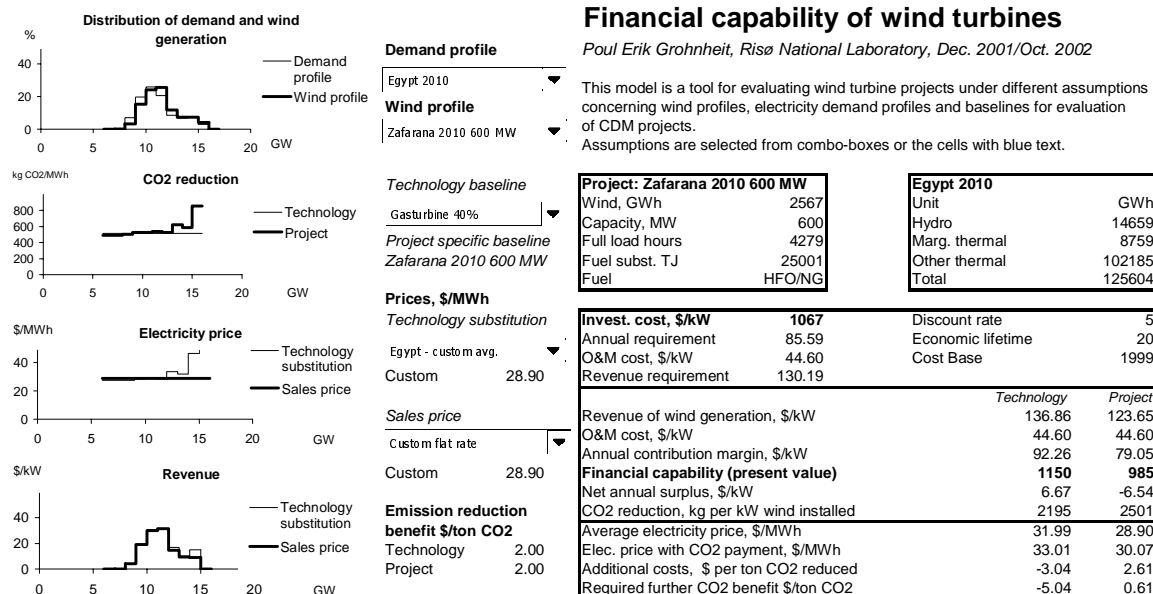 Financial capability of wind turbines
Poul Erik Grohnheit, Risø National Laboratory, Dec. 2001/Oct. 2002
This model is a tool for evaluating wind turbine projects under different assumptions
concerning wind profiles, electricity demand profiles and baselines for evaluation
of CDM projects.
Assumptions are selected from combo-boxes or the cells with blue text.
Distribution of demand and wind
generation
%
40
20
0
0 5 10 15 20 GW
Demand
profile
Wind profile
kg CO2/MWh
CO2 reduction
800
600
400
200
0
0 5 10 15 20 GW
Technology
Project
$/MWh
Electricity price
40
20
0
0 5 10 15 20 GW
Technology
substitution
Sales price
$/kW
Revenue
40
20
0
0 5 10 15 20 GW
Technology
substitution
Sales price
Demand profile
Egypt 2010
Wind profile
Zafarana 2010 600 MW
Technology baseline
Gasturbine 40%
Project specific baseline
Zafarana 2010 600 MW
Prices, $/MWh
Technology substitution
Egypt - custom avg.
Custom 28.90
Sales price
Custom flat rate
Custom 28.90
Emission reduction
benefit $/ton CO2
Technology 2.00
Project 2.00
Project: Zafarana 2010 600 MW
Wind, GWh 2567
Capacity, MW 600
Full load hours 4279
Fuel subst. TJ 25001
Fuel HFO/NG
Egypt 2010
Unit GWh
Hydro 14659
Marg. thermal 8759
Other thermal 102185
Total 125604
Invest. cost, $/kW 1067 Discount rate 5
Annual requirement 85.59 Economic lifetime 20
O&M cost, $/kW 44.60 Cost Base 1999
Revenue requirement 130.19
Technology Project
Revenue of wind generation, $/kW 136.86 123.65
O&M cost, $/kW 44.60 44.60
Annual contribution margin, $/kW 92.26 79.05
Financial capability (present value) 1150 985
Net annual surplus, $/kW 6.67 -6.54
CO2 reduction, kg per kW wind installed 2195 2501
Average electricity price, $/MWh 31.99 28.90
Elec. price with CO2 payment, $/MWh 33.01 30.07
Additional costs, $ per ton CO2 reduced -3.04 2.61
Required further CO2 benefit $/ton CO2 -5.04 0.61